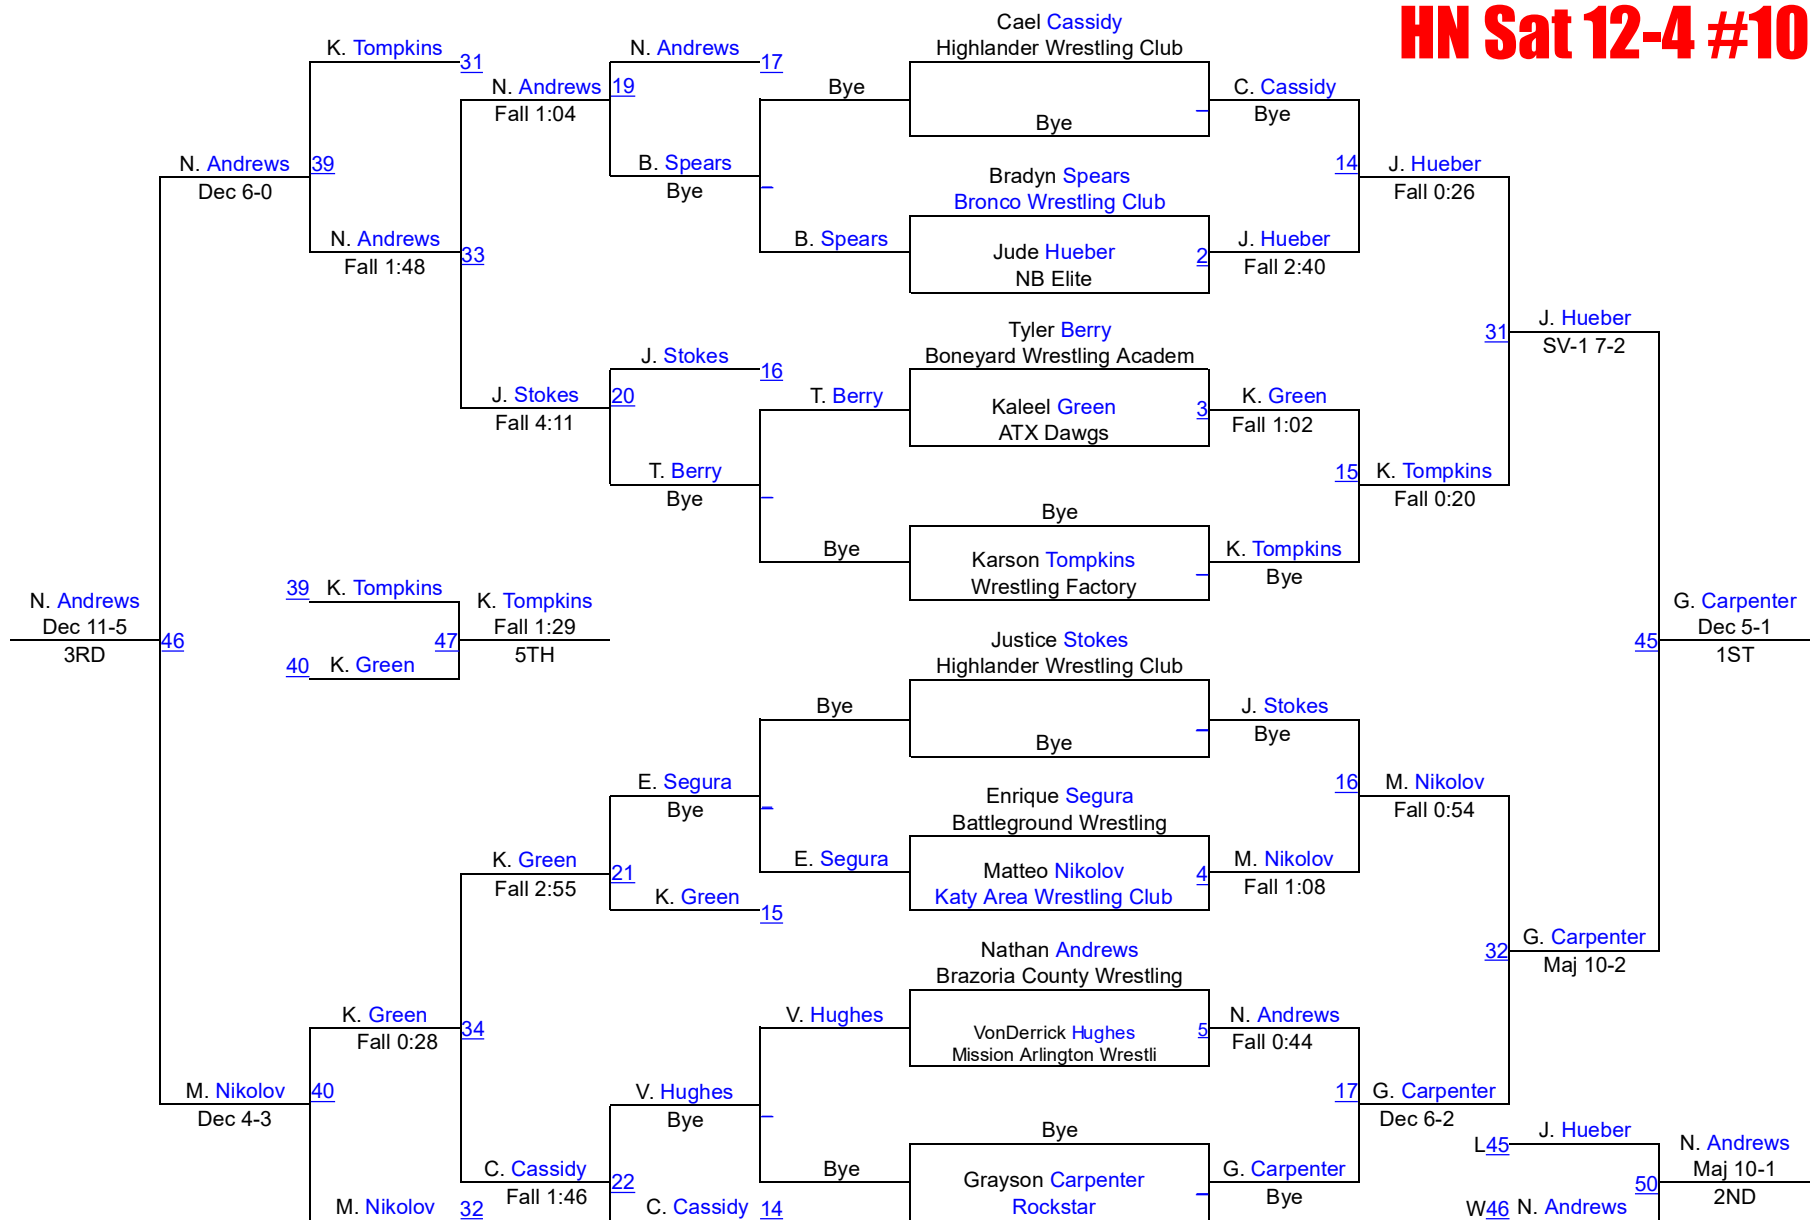 HN Sat 12-4 #10
Cael Cassidy
Highlander Wrestling Club
K. Tompkins
31
N. Andrews
17
N. Andrews
19
Fall 1:04
Bye
C. Cassidy
Bye
Bye
N. Andrews
39
Dec 6-0
B. Spears
Bye
Bradyn Spears
Bronco Wrestling Club
14
J. Hueber
Fall 0:26
N. Andrews
33
Fall 1:48
B. Spears
Jude Hueber
NB Elite
2
J. Hueber
Fall 2:40
Tyler Berry
Boneyard Wrestling Academ
31
J. Hueber
SV-1 7-2
J. Stokes
16
J. Stokes
20
Fall 4:11
T. Berry
Kaleel Green
ATX Dawgs
3
K. Green
Fall 1:02
T. Berry
Bye
15
K. Tompkins
Fall 0:20
Bye
Bye
Karson Tompkins
Wrestling Factory
K. Tompkins
Bye
N. Andrews
Dec 11-5
3RD
46
39
K. Tompkins
40
K. Green
47
K. Tompkins
Fall 1:29
5TH
Justice Stokes
Highlander Wrestling Club
45
G. Carpenter
Dec 5-1
1ST
Bye
Bye
J. Stokes
Bye
E. Segura
Bye
Enrique Segura
Battleground Wrestling
16
M. Nikolov
Fall 0:54
K. Green
21
Fall 2:55
E. Segura
Matteo Nikolov
Katy Area Wrestling Club
4
M. Nikolov
Fall 1:08
K. Green
15
Nathan Andrews
Brazoria County Wrestling
32
G. Carpenter
Maj 10-2
K. Green
34
Fall 0:28
V. Hughes
VonDerrick Hughes
Mission Arlington Wrestli
5
N. Andrews
Fall 0:44
M. Nikolov
40
Dec 4-3
V. Hughes
Bye
17
G. Carpenter
Dec 6-2
Bye
L45
J. Hueber
N. Andrews
Maj 10-1
2ND
50
C. Cassidy
22
Fall 1:46
Bye
Grayson Carpenter
Rockstar
G. Carpenter
Bye
M. Nikolov
32
C. Cassidy
14
W46
N. Andrews